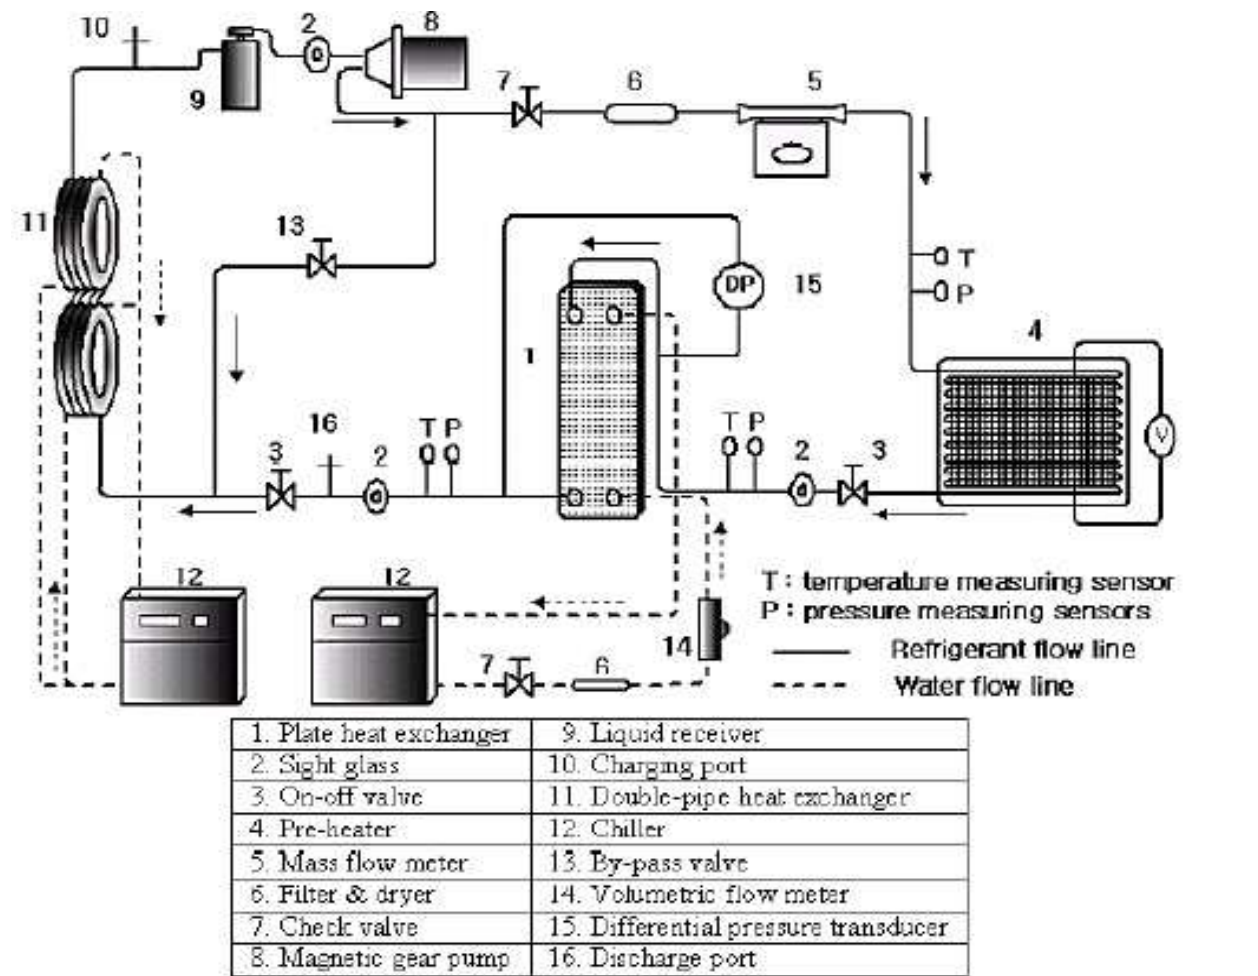 10
2
8
9
7
6
5
11
13
DP
15
T
P
4
1
16
T P
T P
3
2
2
3
V
12
12
T : temperature measuring sensor
P : pressure measuring sensors
14
7
6
Refrigerant flow line
Water flow line
1. Plate heat exchanger 9. Liquid receiver
2. Sight glass 10. Charging port
3. On-off valve 11. Double-pipe heat exchanger
4. Pre-heater 12. Chiller
5. Mass flow meter 13. By-pass valve
6. Filter & dryer 14. Volumetric flow meter
7. Check valve 15. Differential pressure transducer
8. Magnetic gear pump 16. Discharge port